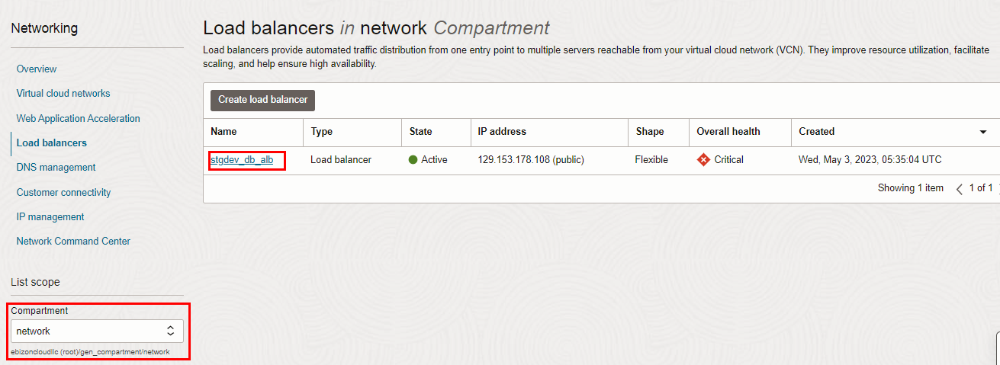 Networking
Overview
Virtual cloud networks
Web Application Acceleration
Load balancers
DNS management
Customer connectivity
IP management
Network Command Center
List scope
Compartment
network
ebizoncloudllc (root)/gen_compartment/network
Load balancers in network Compartment
Load balancers provide automated traffic distribution from one entry point to multiple servers reachable from your virtual cloud network (VCN). They improve resource utilization, facilitate
scaling, and help ensure high availability.
Create load balancer
Name Type State IP address Shape Overall health Created
stgdev_db_alb Load balancer Active 129.153.178.108 (public) Flexible Critical Wed, May 3, 2023, 05:35:04 UTC
Showing 1 item 1 of 1